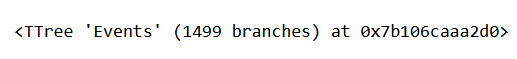 <TTree 'Events' (1499 branches) at 0x7b106caaa2d0>